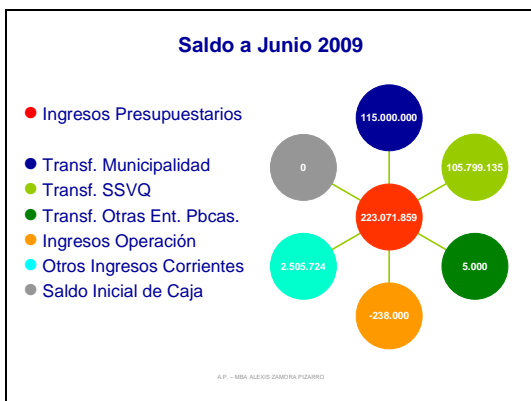 Saldo a Junio 2009
Ingresos Presupuestarios
Transf. Municipalidad
Transf. SSVQ
Transf. Otras Ent. Pbcas.
Ingresos Operación
Otros Ingresos Corrientes
Saldo Inicial de Caja
115.000.000
0
105.799.135
223.071.859
2.505.724
5.000
-238.000
A.P. – MBA ALEXIS ZAMORA PIZARRO